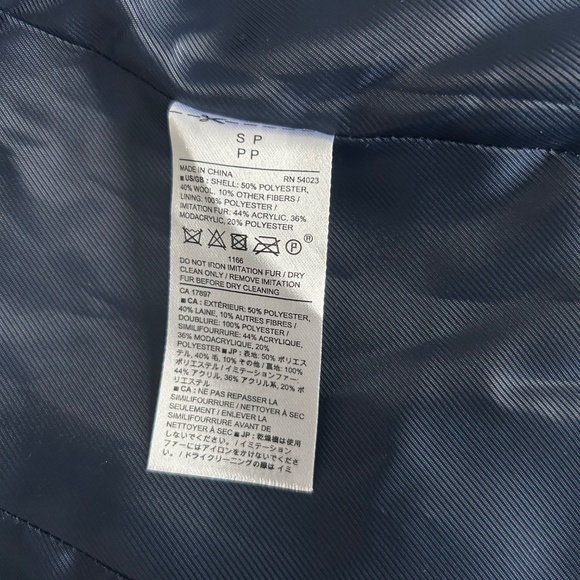 S P
P P
MADE IN CHINA RN 54023
■ US/GB : SHELL: 50% POLYESTER,
40% WOOL, 10% OTHER FIBERS /
LINING: 100% POLYESTER /
IMITATION FUR: 44% ACRYLIC, 36%
MODACRYLIC, 20% POLYESTER
P ®
1166
DO NOT IRON IMITATION FUR / DRY
CLEAN ONLY / REMOVE IMITATION
FUR BEFORE DRY CLEANING
CA 17897
■ CA : EXTÉRIEUR: 50% POLYESTER,
40% LAINE, 10% AUTRES FIBRES /
DOUBLURE: 100% POLYESTER /
SIMILIFOURRURE: 44% ACRYLIQUE,
36% MODACRYLIQUE, 20%
POLYESTER ■ JP : 表地: 50% ポリエス
テル, 40% 毛, 10% その他 / 裏地: 100%
ポリエステル / イミテーションファー:
44% アクリル, 36% アクリル系, 20% ポ
リエステル
■ CA : NE PAS REPASSER LA
SIMILIFOURRURE / NETTOYER À SEC
SEULEMENT / ENLEVER LA
SIMILIFOURRURE AVANT DE
NETTOYER À SEC ■ JP : 乾燥機は使用
しないでください。 / イミテーション
ファーにはアイロンをかけないでくださ
い。 / ドライクリーニングの際は イミ